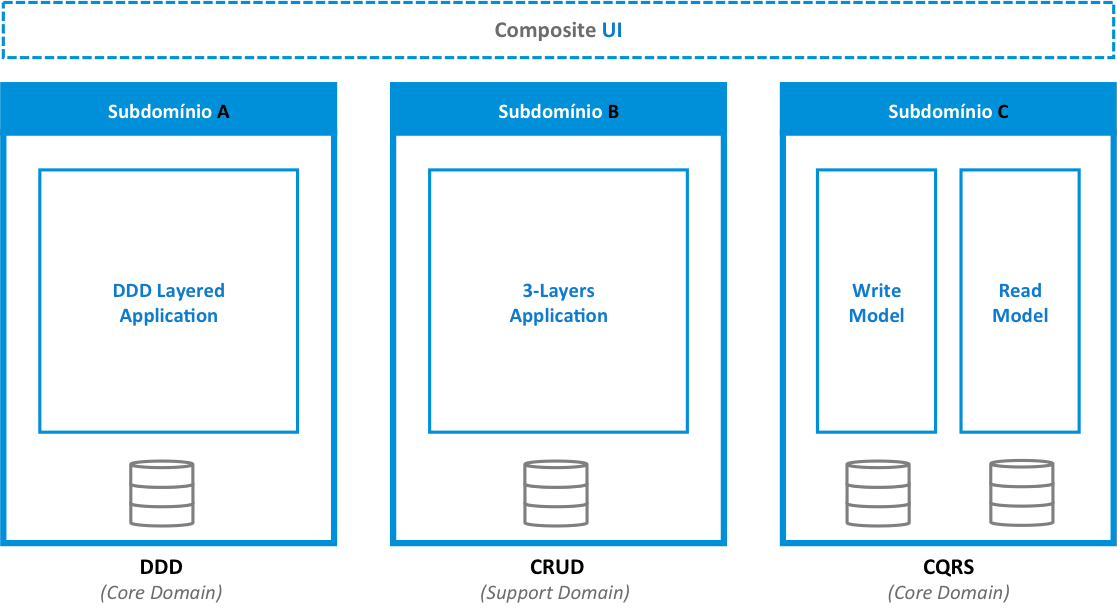 Composite UI
Subdomínio A
Subdomínio B
Subdomínio C
DDD Layered
Application
3-Layers
Application
Write
Model
Read
Model
DDD
(Core Domain)
CRUD
(Support Domain)
CQRS
(Core Domain)